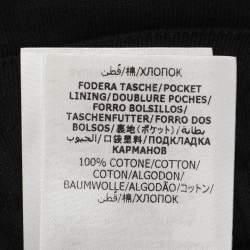 قطن/棉/ХЛОПОК
FODERA TASCHE/POCKET
LINING/DOUBLURE POCHES/
FORRO BOLSILLOS/
TASCHENFUTTER/FORRO DOS
BOLSOS/裏地(ポケット)/بطانة
الجيوب/口袋塑料/ПОДКЛАДКА
КАРМАНОВ
100% COTONE/COTTON/
COTON/ALGODON/
BAUMWOLLE/ALGODÃO/コットン/
قطن/棉/ХЛОПОК